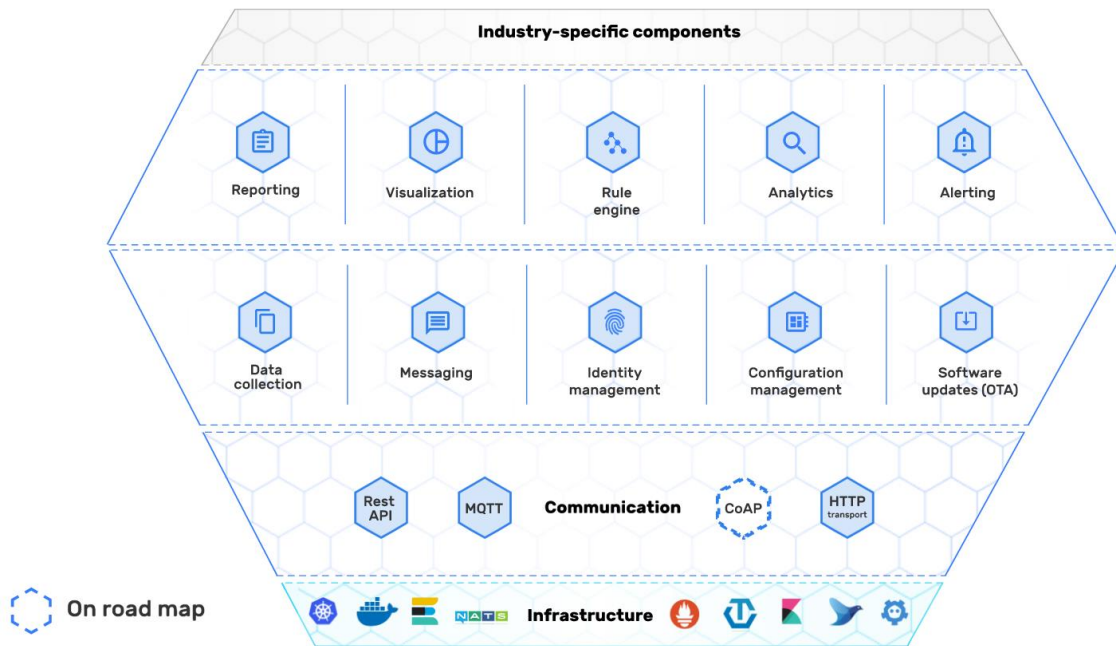 Industry-specific components
Reporting
Visualization
Rule
engine
Analytics
Alerting
Data
collection
Messaging
Identity
management
Configuration
management
Software
updates (OTA)
Rest
API
MQTT
Communication
CoAP
HTTP
transport
On road map
NATS
Infrastructure